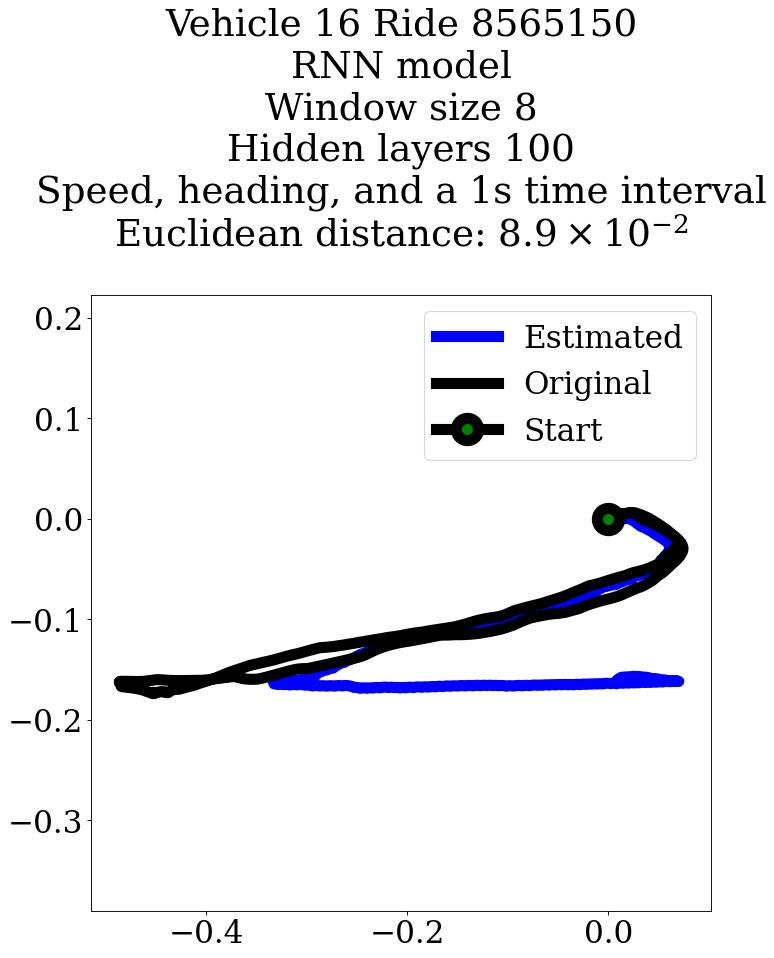 Vehicle 16 Ride 8565150
RNN model
Window size 8
Hidden layers 100
Speed, heading, and a 1s time interval
Euclidean distance: 8.9 × 10⁻²
Estimated
Original
Start
0.2
0.1
0.0
−0.1
−0.2
−0.3
−0.4 −0.2 0.0